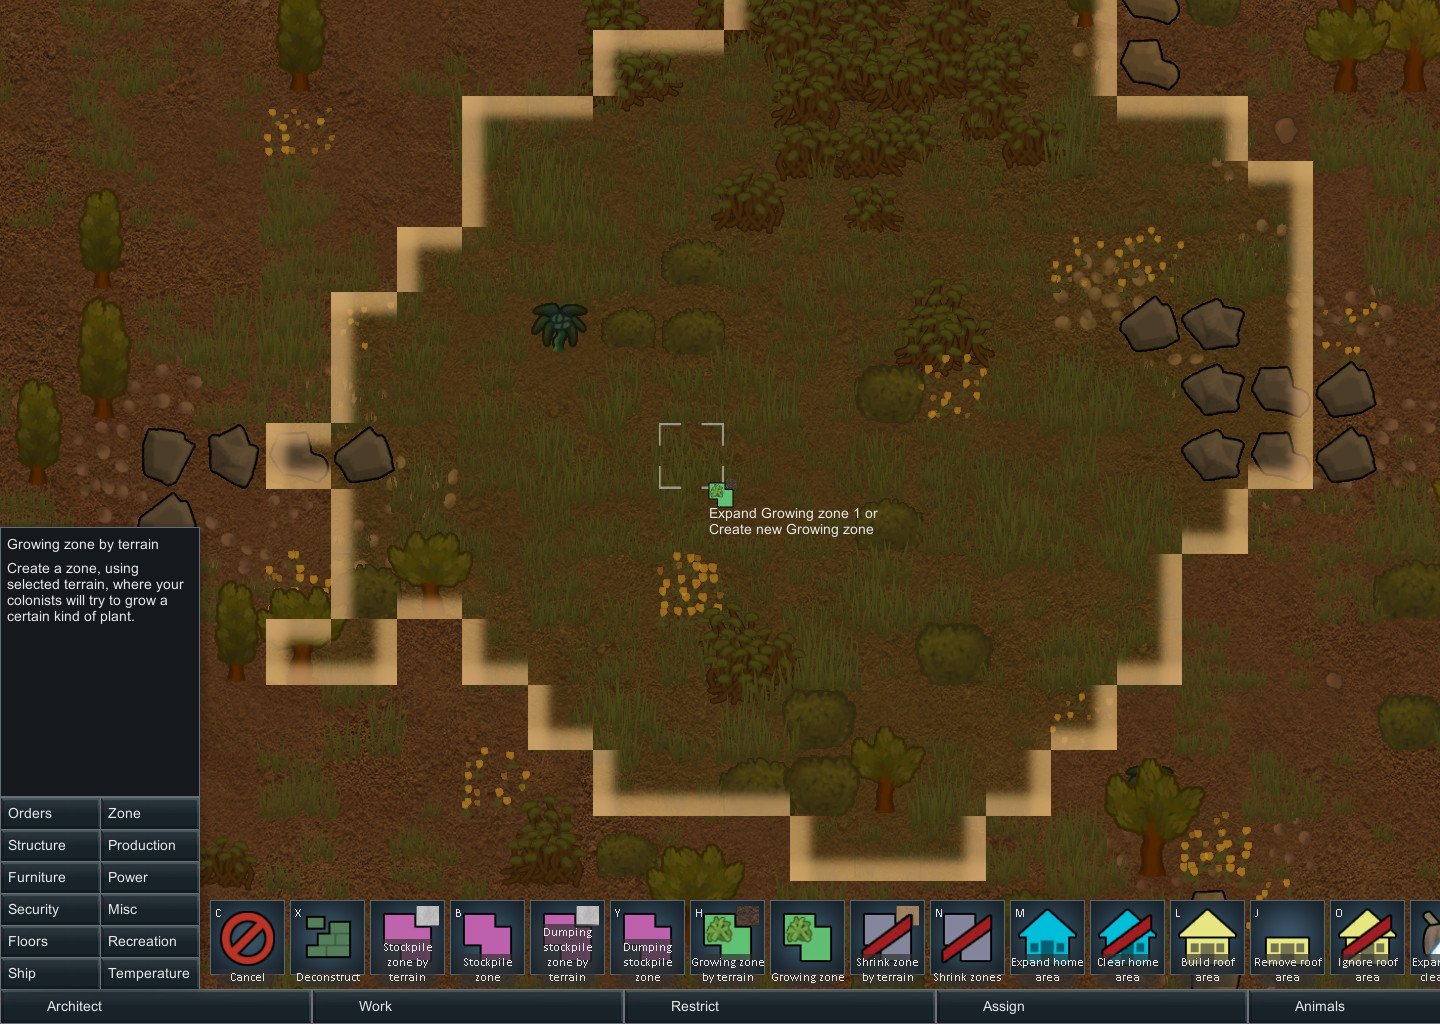 Expand Growing zone 1 or
Create new Growing zone
Growing zone by terrain
Create a zone, using
selected terrain, where your
colonists will try to grow a
certain kind of plant.
Orders
Zone
Structure
Production
Furniture
Power
Security
Misc
Floors
Recreation
Ship
Temperature
C
Cancel
X
Deconstruct
Stockpile
zone by
terrain
B
Stockpile
zone
Dumping
stockpile
zone by
terrain
Y
Dumping
stockpile
zone
H
Growing zone
by terrain
Growing zone
Shrink zone
by terrain
N
Shrink zones
M
Expand home
area
Clear home
area
L
Build roof
area
J
Remove roof
area
O
Ignore roof
area
Architect
Work
Restrict
Assign
Animals